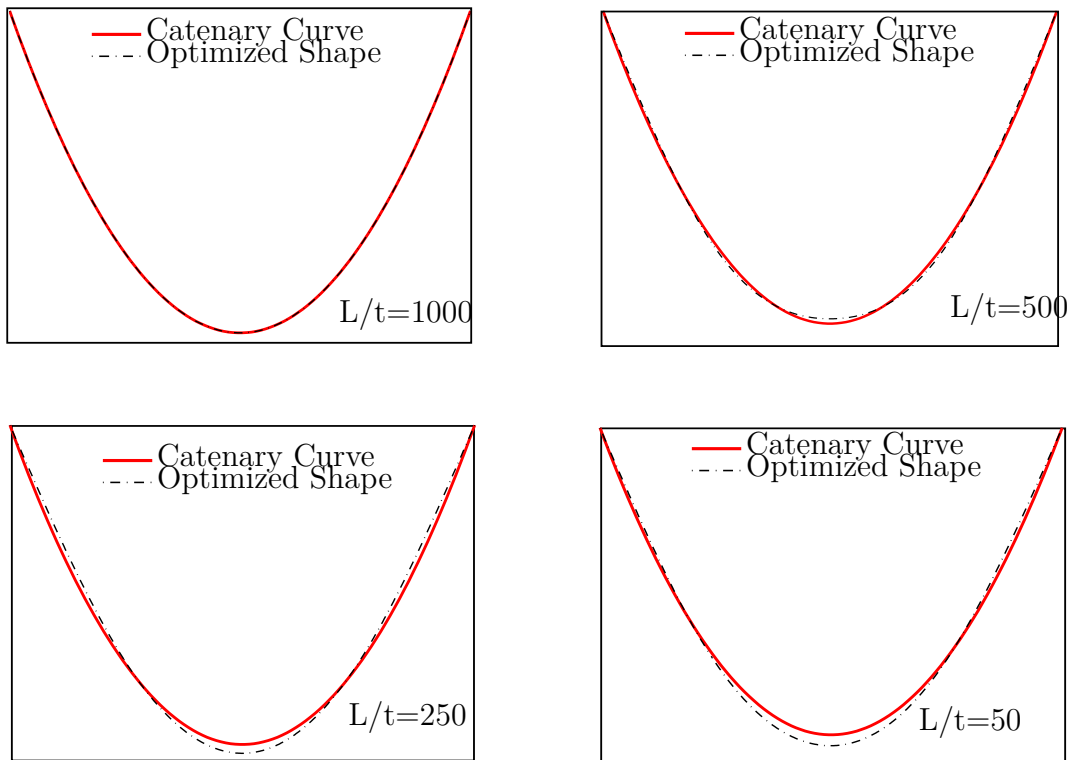 Catenary Curve
Optimized Shape
L/t=1000
Catenary Curve
Optimized Shape
L/t=500
Catenary Curve
Optimized Shape
L/t=250
Catenary Curve
Optimized Shape
L/t=50